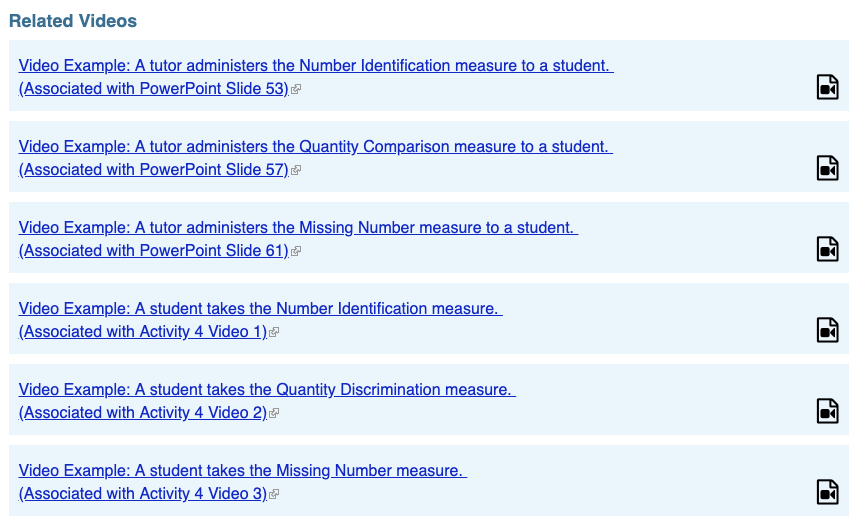 Related Videos
Video Example: A tutor administers the Number Identification measure to a student.
(Associated with PowerPoint Slide 53)
Video Example: A tutor administers the Quantity Comparison measure to a student.
(Associated with PowerPoint Slide 57)
Video Example: A tutor administers the Missing Number measure to a student.
(Associated with PowerPoint Slide 61)
Video Example: A student takes the Number Identification measure.
(Associated with Activity 4 Video 1)
Video Example: A student takes the Quantity Discrimination measure.
(Associated with Activity 4 Video 2)
Video Example: A student takes the Missing Number measure.
(Associated with Activity 4 Video 3)